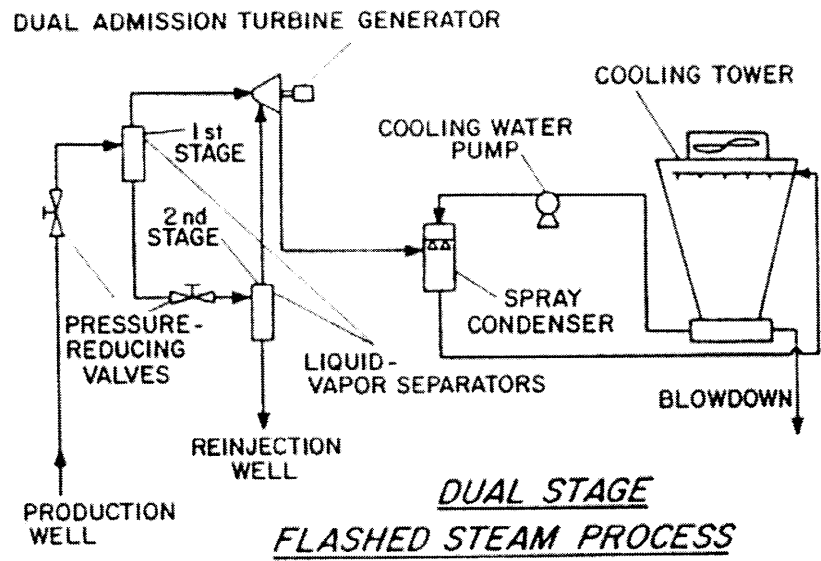 DUAL ADMISSION TURBINE GENERATOR
COOLING TOWER
COOLING WATER
PUMP
1st
STAGE
2nd
STAGE
SPRAY
CONDENSER
PRESSURE-
REDUCING
VALVES
LIQUID-
VAPOR SEPARATORS
BLOWDOWN
REINJECTION
WELL
PRODUCTION
WELL
DUAL STAGE
FLASHED STEAM PROCESS